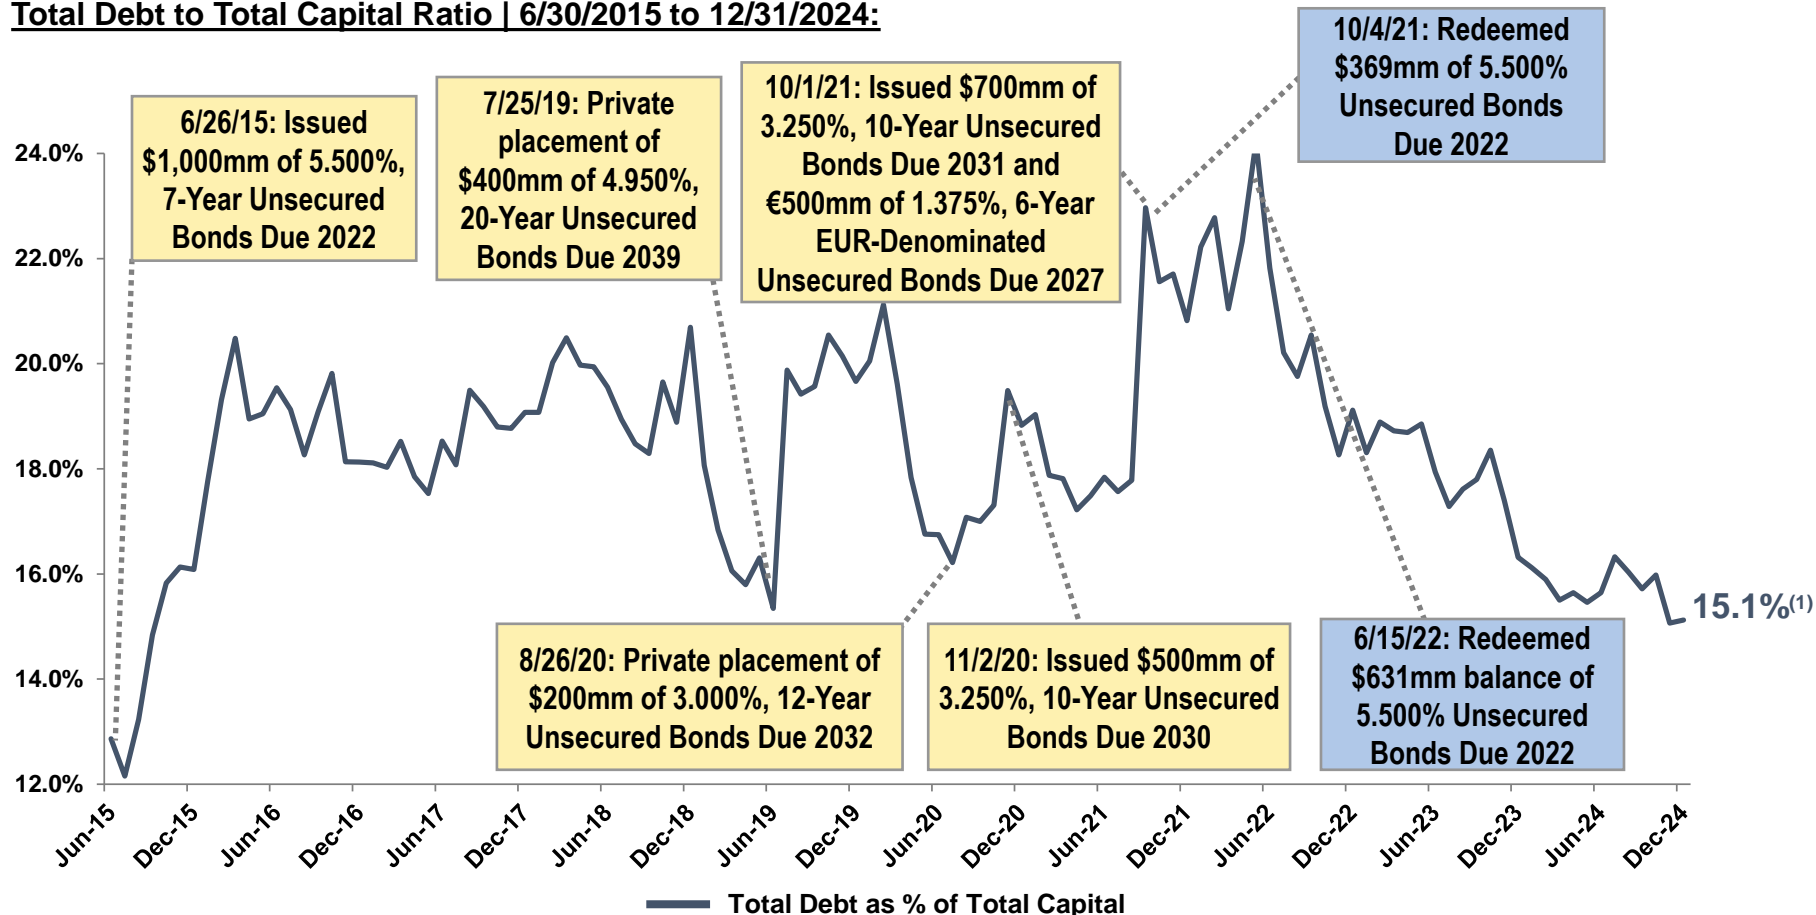 Total Debt to Total Capital Ratio | 6/30/2015 to 12/31/2024:
6/26/15: Issued
$1,000mm of 5.500%,
7-Year Unsecured
Bonds Due 2022
7/25/19: Private
placement of
$400mm of 4.950%,
20-Year Unsecured
Bonds Due 2039
10/1/21: Issued $700mm of
3.250%, 10-Year Unsecured
Bonds Due 2031 and
€500mm of 1.375%, 6-Year
EUR-Denominated
Unsecured Bonds Due 2027
10/4/21: Redeemed
$369mm of 5.500%
Unsecured Bonds
Due 2022
24.0%
22.0%
20.0%
18.0%
16.0%
14.0%
12.0%
15.1%(1)
8/26/20: Private placement of
$200mm of 3.000%, 12-Year
Unsecured Bonds Due 2032
11/2/20: Issued $500mm of
3.250%, 10-Year Unsecured
Bonds Due 2030
6/15/22: Redeemed
$631mm balance of
5.500% Unsecured
Bonds Due 2022
Jun-15
Dec-15
Jun-16
Dec-16
Jun-17
Dec-17
Jun-18
Dec-18
Jun-19
Dec-19
Jun-20
Dec-20
Jun-21
Dec-21
Jun-22
Dec-22
Jun-23
Dec-23
Jun-24
Dec-24
Total Debt as % of Total Capital